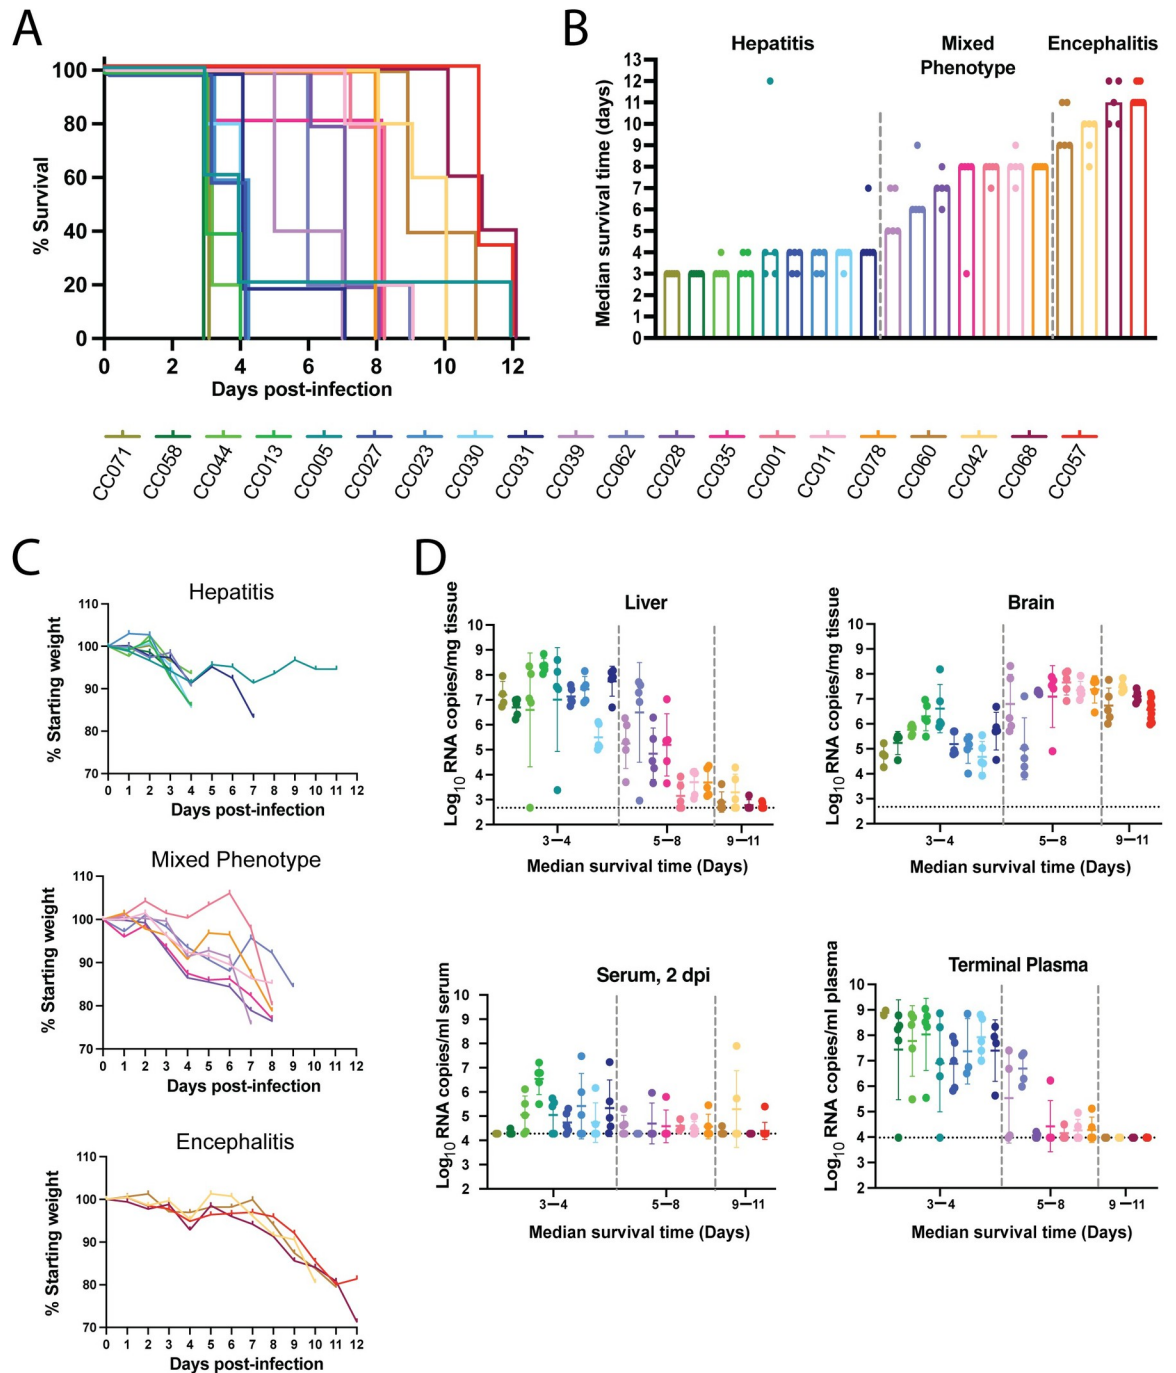 A
100
80
60
40
20
0
% Survival
0 2 4 6 8 10 12
Days post-infection
B
Hepatitis
Mixed
Phenotype
Encephalitis
13
12
11
10
9
8
7
6
5
4
3
2
1
0
Median survival time (days)
CC071 CC058 CC044 CC013 CC005 CC027 CC023 CC030 CC031 CC039 CC062 CC028 CC035 CC001 CC011 CC078 CC060 CC042 CC068 CC057
C
Hepatitis
110
100
90
80
70
% Starting weight
0 1 2 3 4 5 6 7 8 9 10 11 12
Days post-infection
Mixed Phenotype
110
100
90
80
70
% Starting weight
0 1 2 3 4 5 6 7 8 9 10 11 12
Days post-infection
Encephalitis
110
100
90
80
70
% Starting weight
0 1 2 3 4 5 6 7 8 9 10 11 12
Days post-infection
D
Liver
10
9
8
7
6
5
4
3
2
Log10 RNA copies/mg tissue
3–4 5–8 9–11
Median survival time (Days)
Brain
10
9
8
7
6
5
4
3
2
Log10 RNA copies/mg tissue
3–4 5–8 9–11
Median survival time (Days)
Serum, 2 dpi
10
9
8
7
6
5
4
3
2
Log10 RNA copies/ml serum
3–4 5–8 9–11
Median survival time (Days)
Terminal Plasma
10
9
8
7
6
5
4
3
2
Log10 RNA copies/ml plasma
3–4 5–8 9–11
Median survival time (Days)